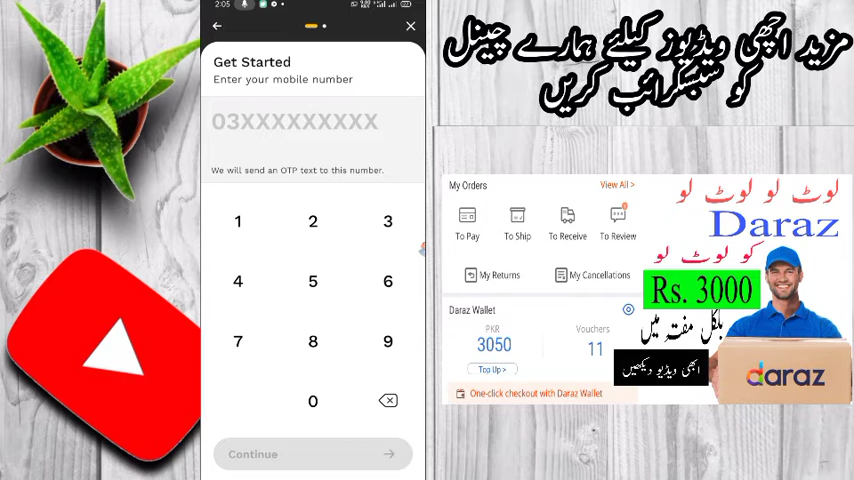 2:05
Get Started
Enter your mobile number
03XXXXXXXXX
We will send an OTP text to this number.
1 2 3
4 5 6
7 8 9
0
Continue
مزید اچھی ویڈیوز کیلئے ہمارے چینل
کو سبسکرائب کریں
My Orders
View All >
To Pay
To Ship
To Receive
To Review
My Returns
My Cancellations
Daraz Wallet
PKR
3050
Vouchers
11
Top Up >
One-click checkout with Daraz Wallet
لوٹ لو لوٹ لو
Daraz
کو لوٹ لو
Rs. 3000
بلکل مفتہ میں
ابھی ویڈیو دیکھیں
daraz